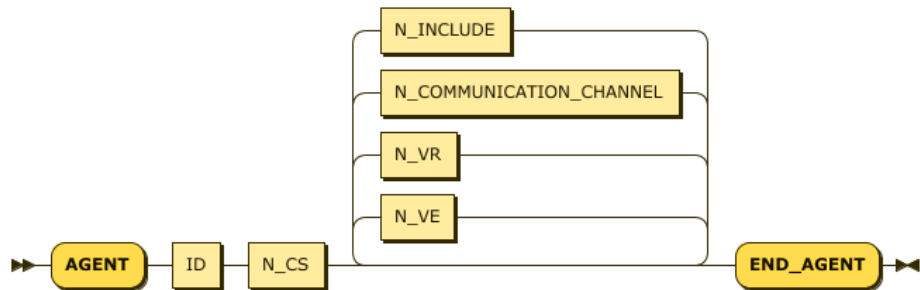 N_INCLUDE
N_COMMUNICATION_CHANNEL
N_VR
N_VE
AGENT ID N_CS END_AGENT